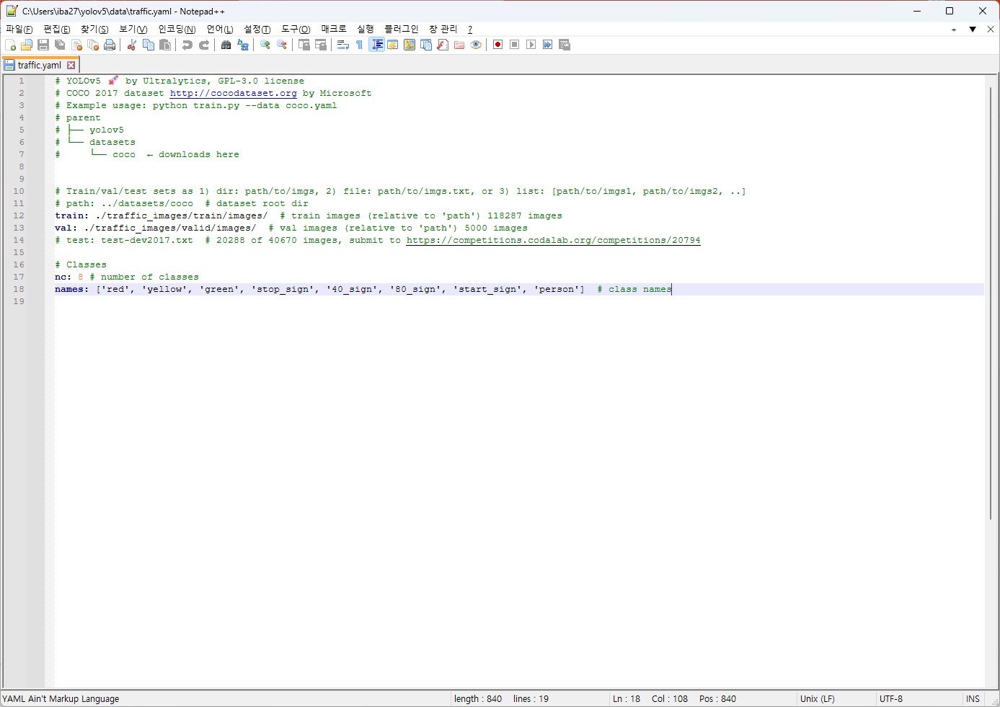 C:\Users\iba27\yolov5\data\traffic.yaml - Notepad++
파일(F) 편집(E) 찾기(S) 보기(V) 인코딩(N) 언어(L) 설정(T) 도구(O) 매크로 실행 플러그인 창 관리 ?
traffic.yaml
1 # YOLOv5 🚀 by Ultralytics, GPL-3.0 license
2 # COCO 2017 dataset http://cocodataset.org by Microsoft
3 # Example usage: python train.py --data coco.yaml
4 # parent
5 # ├── yolov5
6 # └── datasets
7 #     └── coco  ← downloads here
8
9
10 # Train/val/test sets as 1) dir: path/to/imgs, 2) file: path/to/imgs.txt, or 3) list: [path/to/imgs1, path/to/imgs2, ..]
11 # path: ../datasets/coco  # dataset root dir
12 train: ./traffic_images/train/images/  # train images (relative to 'path') 118287 images
13 val: ./traffic_images/valid/images/  # val images (relative to 'path') 5000 images
14 # test: test-dev2017.txt  # 20288 of 40670 images, submit to https://competitions.codalab.org/competitions/20794
15
16 # Classes
17 nc: 8 # number of classes
18 names: ['red', 'yellow', 'green', 'stop_sign', '40_sign', '80_sign', 'start_sign', 'person']  # class names
19
YAML Ain't Markup Language length : 840 lines : 19 Ln : 18 Col : 108 Pos : 840 Unix (LF) UTF-8 INS